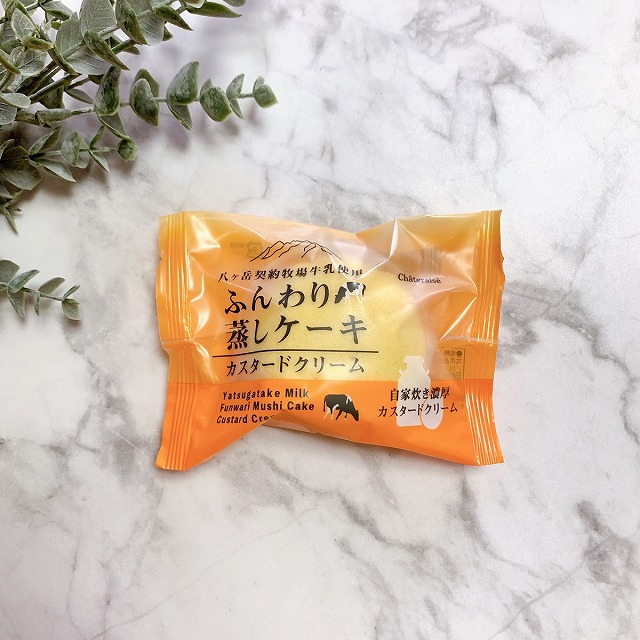 八ヶ岳契約牧場牛乳使用
Châteraisé
ふんわり
蒸しケーキ
カスタードクリーム
Yatsugatake Milk
Funwari Mushi Cake
Custard
自家炊き濃厚
カスタードクリーム